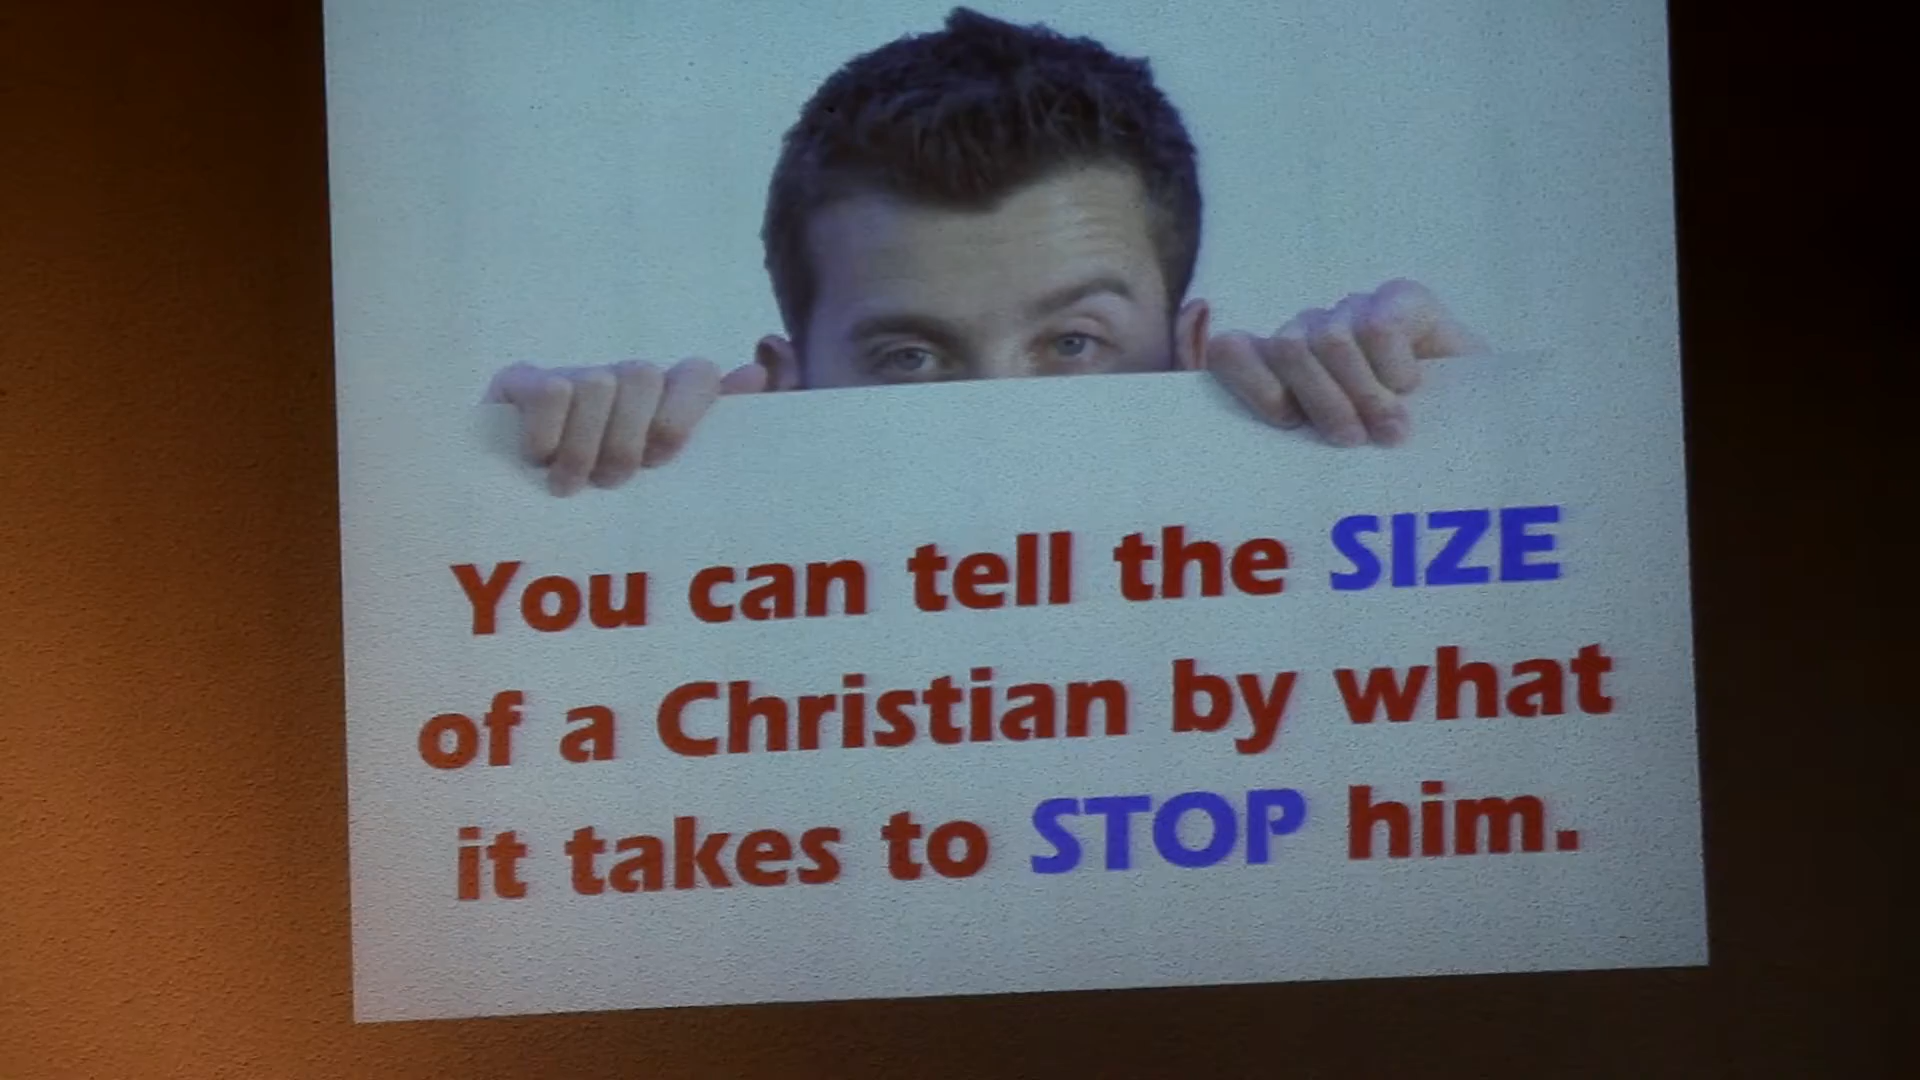 You can tell the SIZE
of a Christian by what
it takes to STOP him.